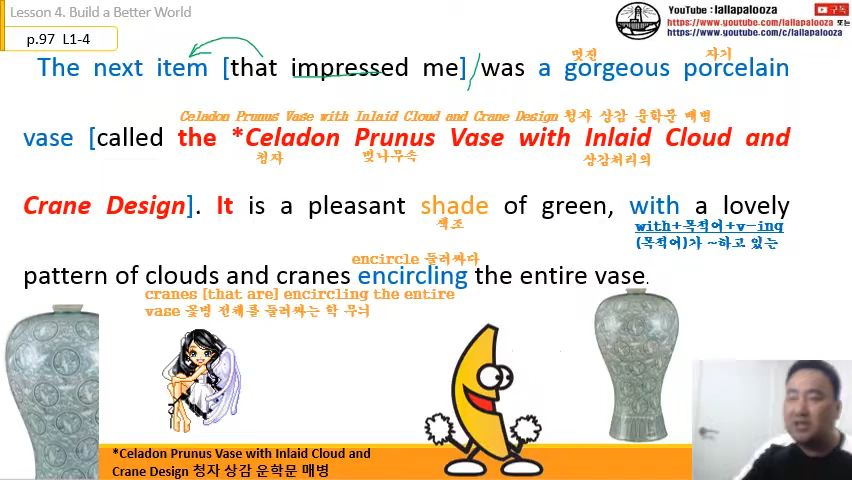 Lesson 4. Build a Better World
YouTube : lallapalooza
https://www.youtube.com/lallapalooza 또는
https://www.youtube.com/c/lallapalooza
구독
p.97 L1-4
멋진
자기
The next item [that impressed me] was a gorgeous porcelain
Celadon Prunus Vase with Inlaid Cloud and Crane Design 청자 상감 운학문 매병
vase [called the *Celadon Prunus Vase with Inlaid Cloud and
청자
벚나무속
상감처리의
Crane Design]. It is a pleasant shade of green, with a lovely
색조
with+목적어+v-ing
(목적어)가 ~하고 있는
encircle 둘러싸다
pattern of clouds and cranes encircling the entire vase.
cranes [that are] encircling the entire
vase 꽃병 전체를 둘러싸는 학 무늬
*Celadon Prunus Vase with Inlaid Cloud and
Crane Design 청자 상감 운학문 매병